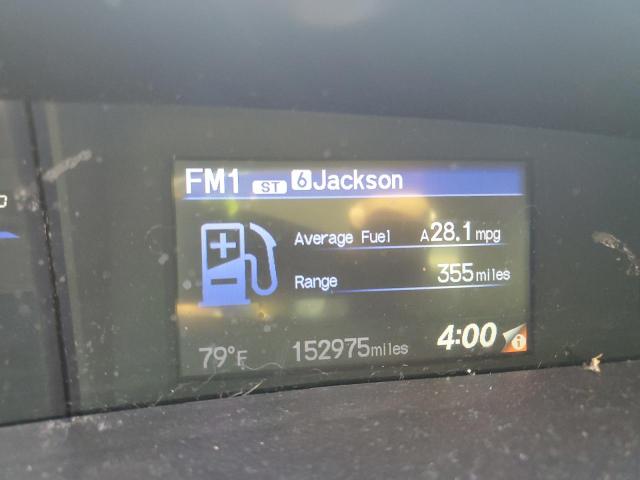 FM1 ST 6 Jackson
Average Fuel A28.1 mpg
Range 355 miles
4:00 i
79°F 152975 miles